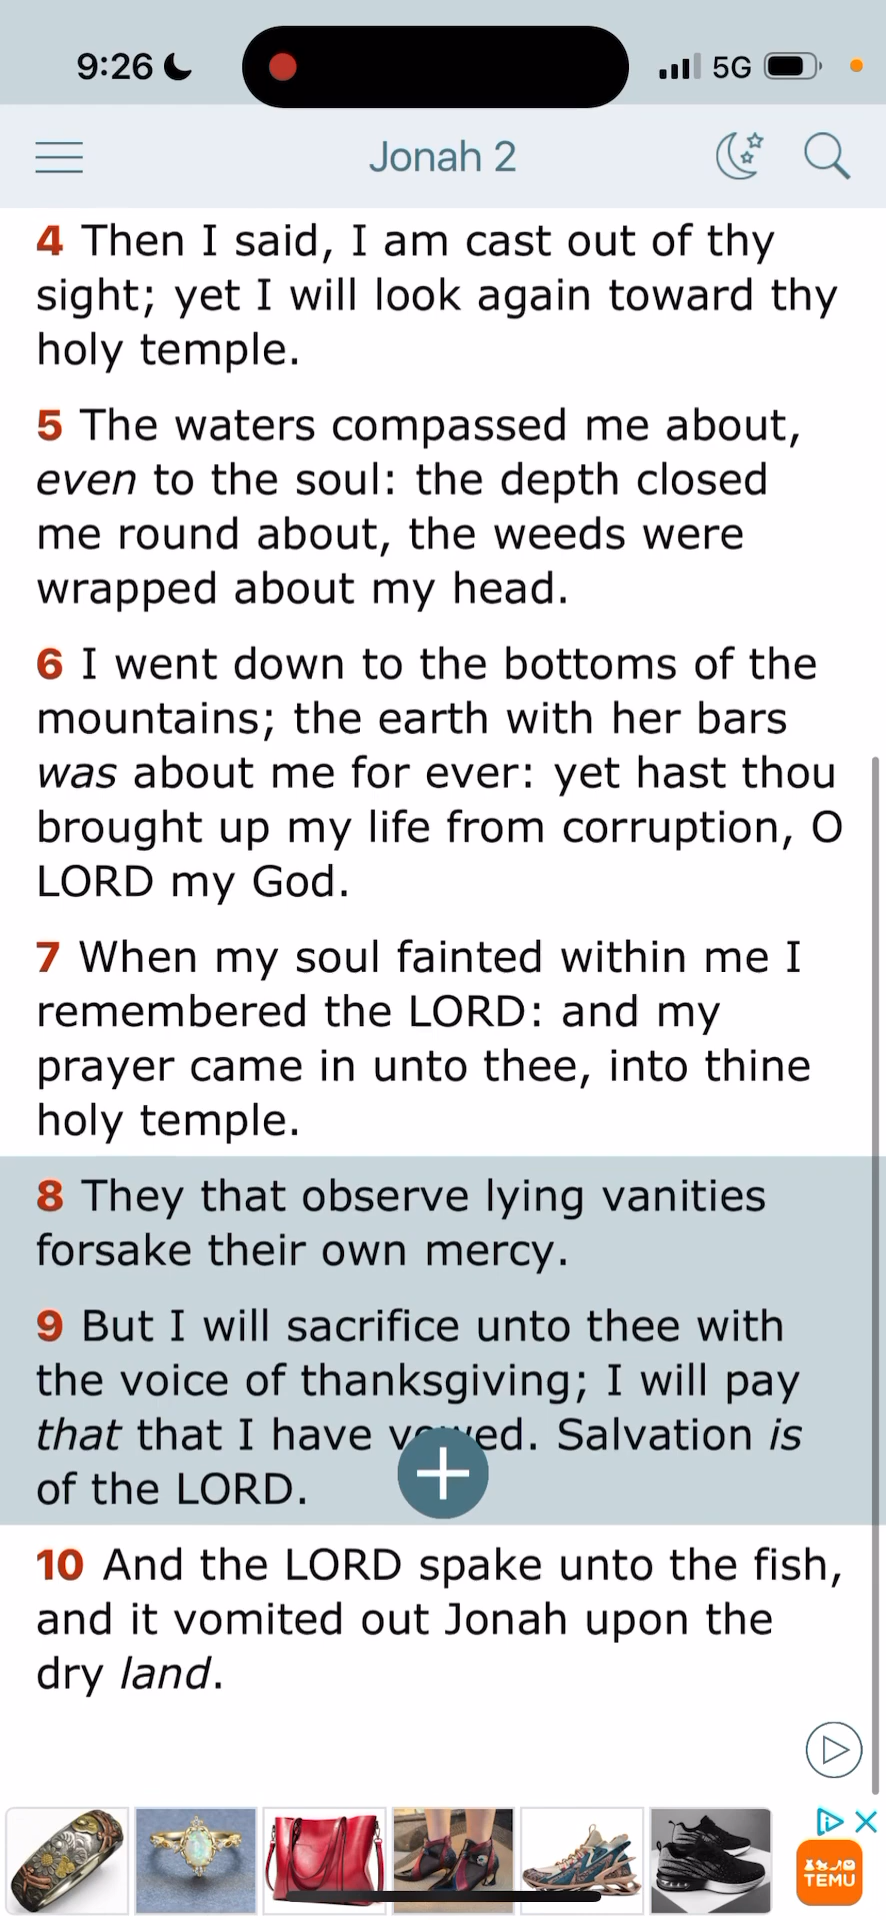 9:26
5G
Jonah 2
4 Then I said, I am cast out of thy
sight; yet I will look again toward thy
holy temple.
5 The waters compassed me about,
even to the soul: the depth closed
me round about, the weeds were
wrapped about my head.
6 I went down to the bottoms of the
mountains; the earth with her bars
was about me for ever: yet hast thou
brought up my life from corruption, O
LORD my God.
7 When my soul fainted within me I
remembered the LORD: and my
prayer came in unto thee, into thine
holy temple.
8 They that observe lying vanities
forsake their own mercy.
9 But I will sacrifice unto thee with
the voice of thanksgiving; I will pay
that that I have vowed. Salvation is
of the LORD.
10 And the LORD spake unto the fish,
and it vomited out Jonah upon the
dry land.
TEMU